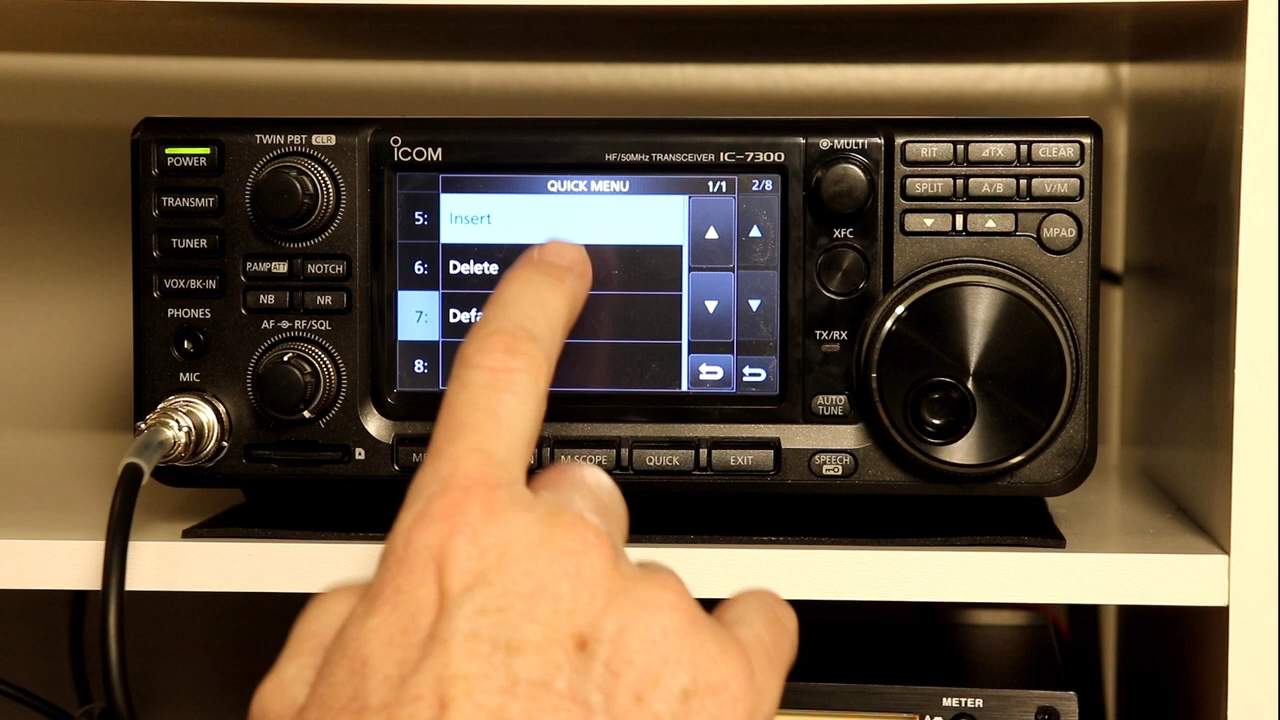 TWIN PBT CLR
POWER
TRANSMIT
TUNER
VOX/BK-IN
PHONES
MIC
P.AMP ATT
NOTCH
NB
NR
AF RF/SQL
ICOM
HF/50MHz TRANSCEIVER IC-7300
QUICK MENU 1/1 2/8
5: Insert
6: Delete
7:
8:
M.SCOPE
QUICK
EXIT
MULTI
XFC
TX/RX
AUTO TUNE
SPEECH
RIT
⊿TX
CLEAR
SPLIT
A/B
V/M
MPAD
METER